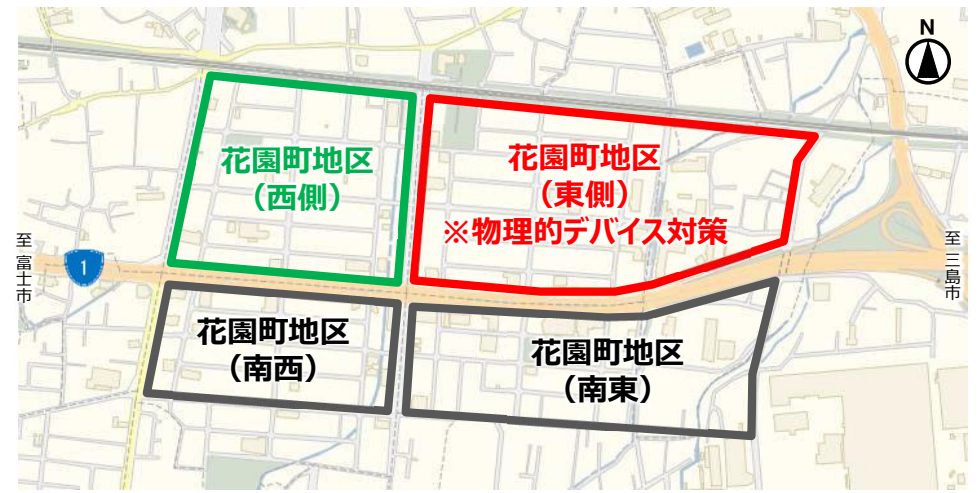 N
花園町地区
（西側）
花園町地区
（東側）
※物理的デバイス対策
至 富士市
1
至 三島市
花園町地区
（南西）
花園町地区
（南東）